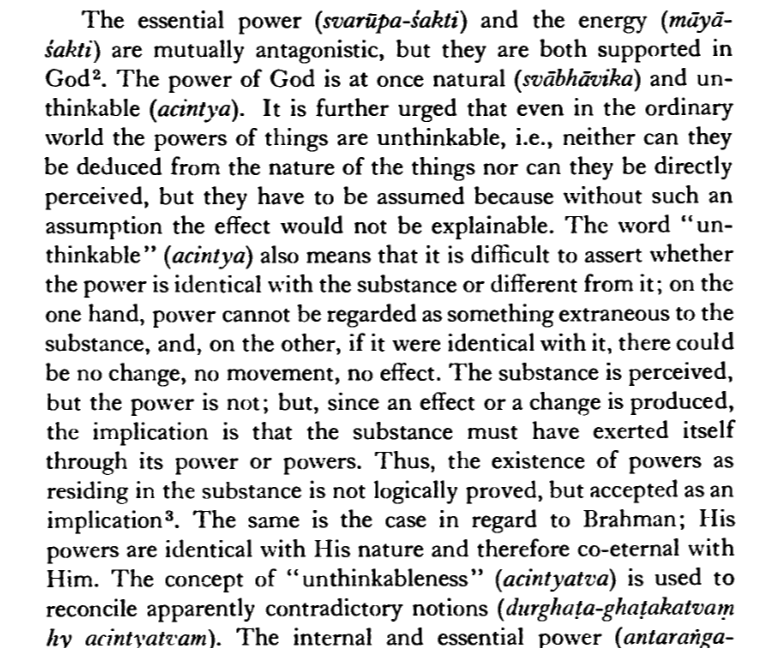 The essential power (svarūpa-śakti) and the energy (māyā-
śakti) are mutually antagonistic, but they are both supported in
God². The power of God is at once natural (svābhāvika) and un-
thinkable (acintya). It is further urged that even in the ordinary
world the powers of things are unthinkable, i.e., neither can they
be deduced from the nature of the things nor can they be directly
perceived, but they have to be assumed because without such an
assumption the effect would not be explainable. The word "un-
thinkable" (acintya) also means that it is difficult to assert whether
the power is identical with the substance or different from it; on the
one hand, power cannot be regarded as something extraneous to the
substance, and, on the other, if it were identical with it, there could
be no change, no movement, no effect. The substance is perceived,
but the power is not; but, since an effect or a change is produced,
the implication is that the substance must have exerted itself
through its power or powers. Thus, the existence of powers as
residing in the substance is not logically proved, but accepted as an
implication³. The same is the case in regard to Brahman; His
powers are identical with His nature and therefore co-eternal with
Him. The concept of "unthinkableness" (acintyatva) is used to
reconcile apparently contradictory notions (durghaṭa-ghaṭakatvaṃ
hy acintyatvam). The internal and essential power (antaraṅga-